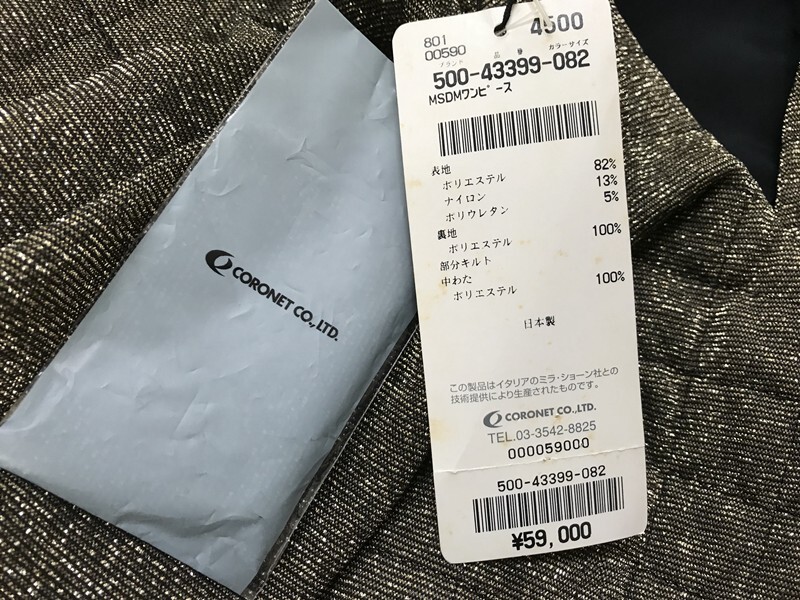 CORONET CO.,LTD.
801
00590
4500
ブランド 品番 カラーサイズ
500-43399-082
MSDMワンピース
表地 82%
ポリエステル 13%
ナイロン 5%
ポリウレタン
裏地 100%
ポリエステル
部分キルト
中わた 100%
ポリエステル
日本製
この製品はイタリアのミラ・ショーン社との
技術提供により生産されたものです。
CORONET CO.,LTD.
TEL.03-3542-8825
000059000
500-43399-082
¥59,000